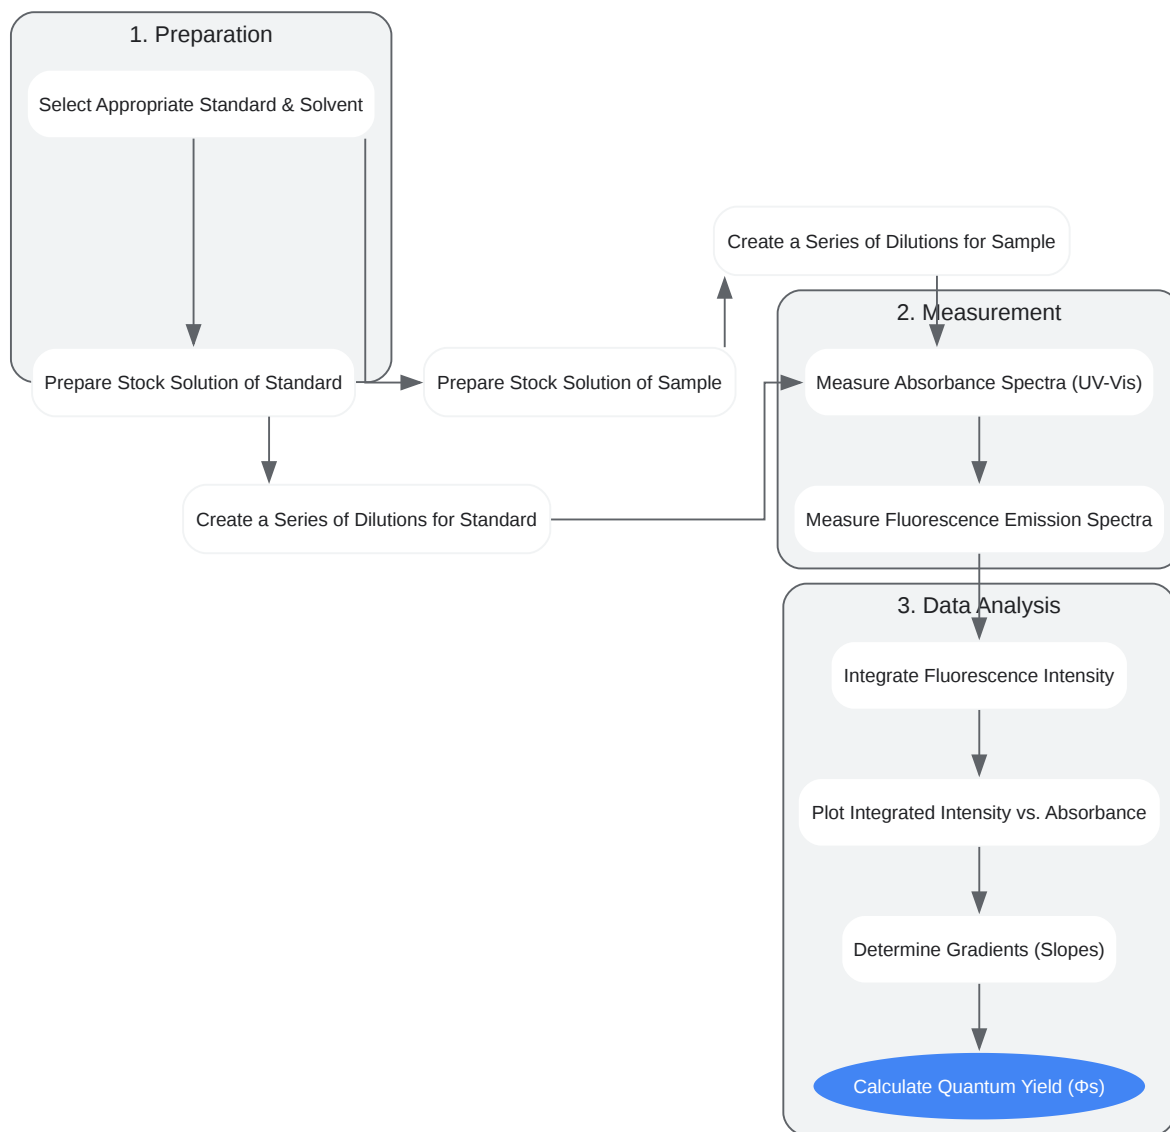 1. Preparation
Select Appropriate Standard & Solvent
Create a Series of Dilutions for Sample
2. Measurement
Prepare Stock Solution of Standard
Prepare Stock Solution of Sample
Measure Absorbance Spectra (UV-Vis)
Create a Series of Dilutions for Standard
Measure Fluorescence Emission Spectra
3. Data Analysis
Integrate Fluorescence Intensity
Plot Integrated Intensity vs. Absorbance
Determine Gradients (Slopes)
Calculate Quantum Yield (Φs)